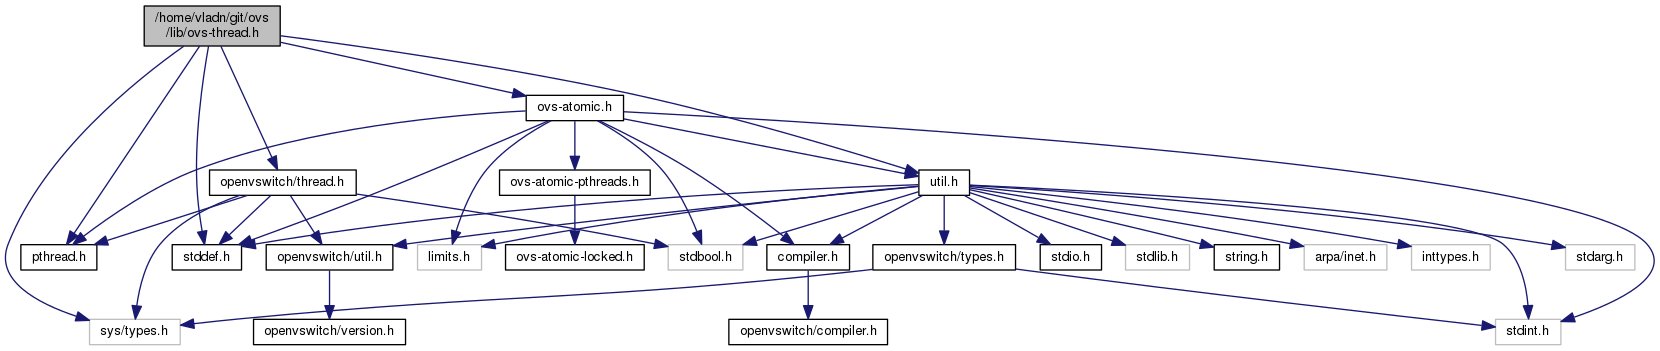 /home/vladn/git/ovs
/lib/ovs-thread.h
ovs-atomic.h
openvswitch/thread.h
ovs-atomic-pthreads.h
util.h
pthread.h
stddef.h
openvswitch/util.h
limits.h
ovs-atomic-locked.h
stdbool.h
compiler.h
openvswitch/types.h
stdio.h
stdlib.h
string.h
arpa/inet.h
inttypes.h
stdarg.h
sys/types.h
openvswitch/version.h
openvswitch/compiler.h
stdint.h